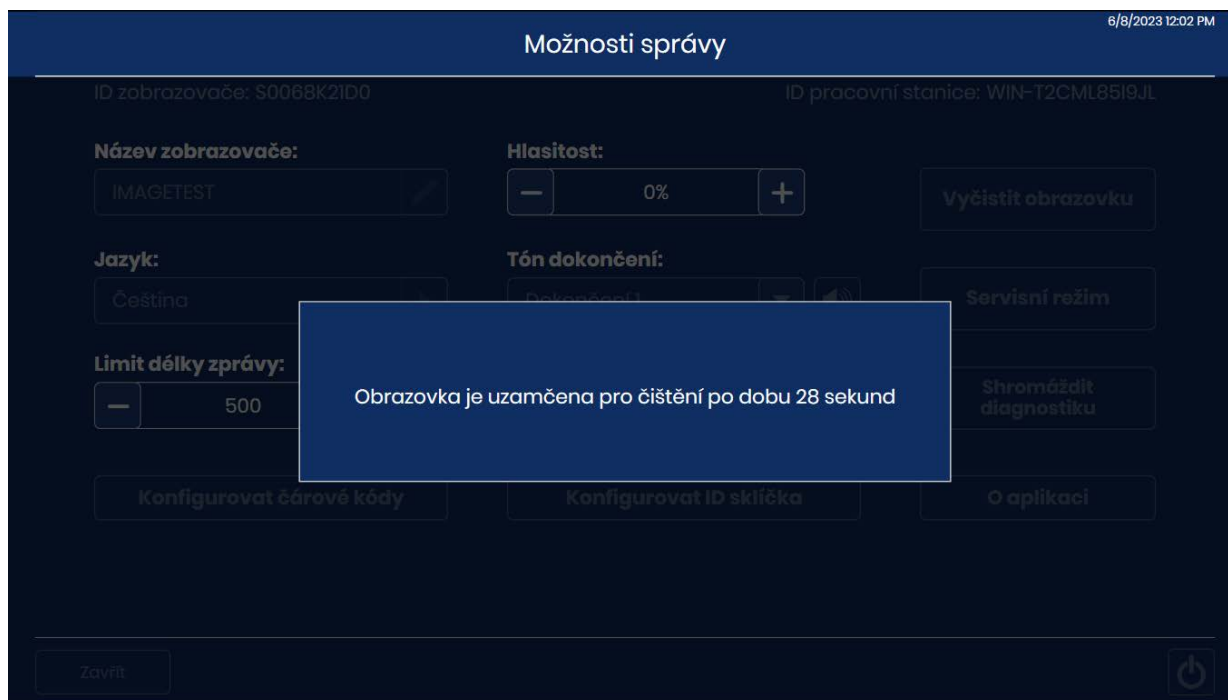 6/8/2023 12:02 PM
Možnosti správy
ID zobrazovače: S0068K21D0
ID pracovní stanice: WIN-T2CML85I9JL
Název zobrazovače:
Hlasitost:
IMAGETEST
0%
Vyčistit obrazovku
Jazyk:
Tón dokončení:
Čeština
Dokončení 1
Servisní režim
Limit délky zprávy:
500
Obrazovka je uzamčena pro čištění po dobu 28 sekund
Shromáždit
diagnostiku
Konfigurovat čárové kódy
Konfigurovat ID sklíčka
O aplikaci
Zavřít